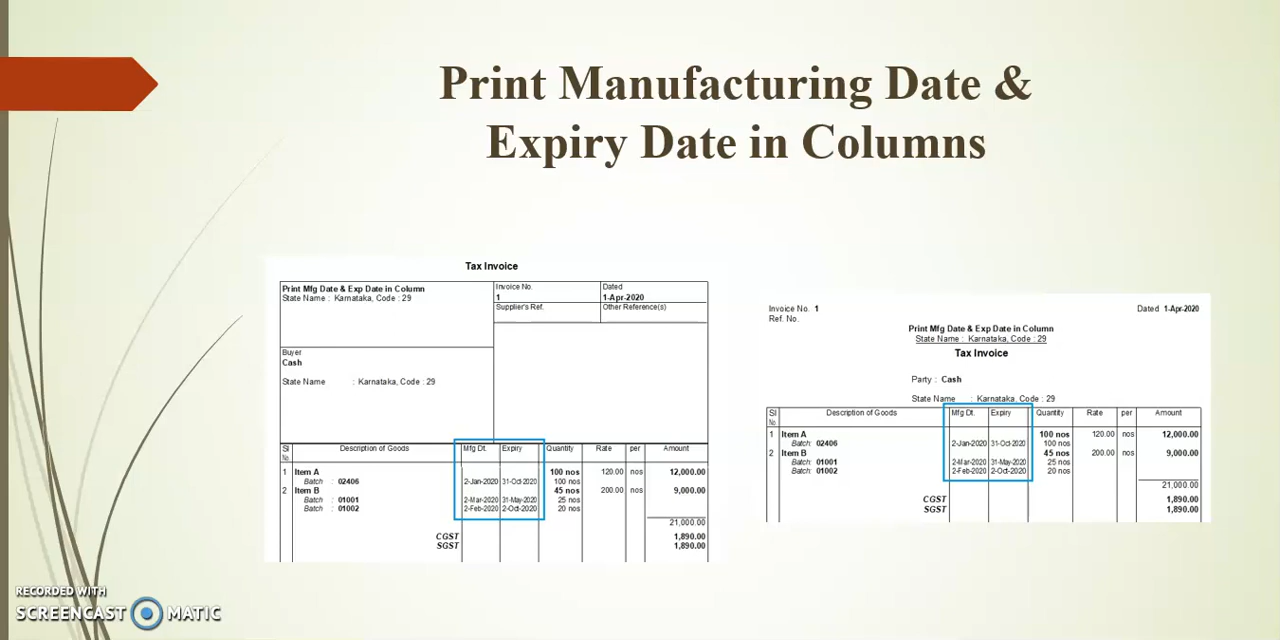 Print Manufacturing Date &
Expiry Date in Columns
Tax Invoice
Print Mfg Date & Exp Date in Column
State Name : Karnataka, Code : 29
Invoice No.
1
Dated
1-Apr-2020
Supplier's Ref.
Other Reference(s)
Buyer
Cash
State Name : Karnataka, Code : 29
Sl No. Description of Goods Mfg Dt. Expiry Quantity Rate per Amount
1 Item A 100 nos 120.00 nos 12,000.00
Batch : 02406 2-Jan-2020 31-Oct-2020 100 nos
2 Item B 45 nos 200.00 nos 9,000.00
Batch : 01001 2-Mar-2020 31-May-2020 25 nos
Batch : 01002 2-Feb-2020 2-Oct-2020 20 nos
21,000.00
CGST 1,890.00
SGST 1,890.00
Invoice No. 1 Dated 1-Apr-2020
Ref. No.
Print Mfg Date & Exp Date in Column
State Name : Karnataka, Code : 29
Tax Invoice
Party : Cash
State Name : Karnataka, Code : 29
Sl No. Description of Goods Mfg Dt. Expiry Quantity Rate per Amount
1 Item A 100 nos 120.00 nos 12,000.00
Batch: 02406 2-Jan-2020 31-Oct-2020 100 nos
2 Item B 45 nos 200.00 nos 9,000.00
Batch: 01001 2-Mar-2020 31-May-2020 25 nos
Batch: 01002 2-Feb-2020 2-Oct-2020 20 nos
21,000.00
CGST 1,890.00
SGST 1,890.00
RECORDED WITH
SCREENCAST MATIC